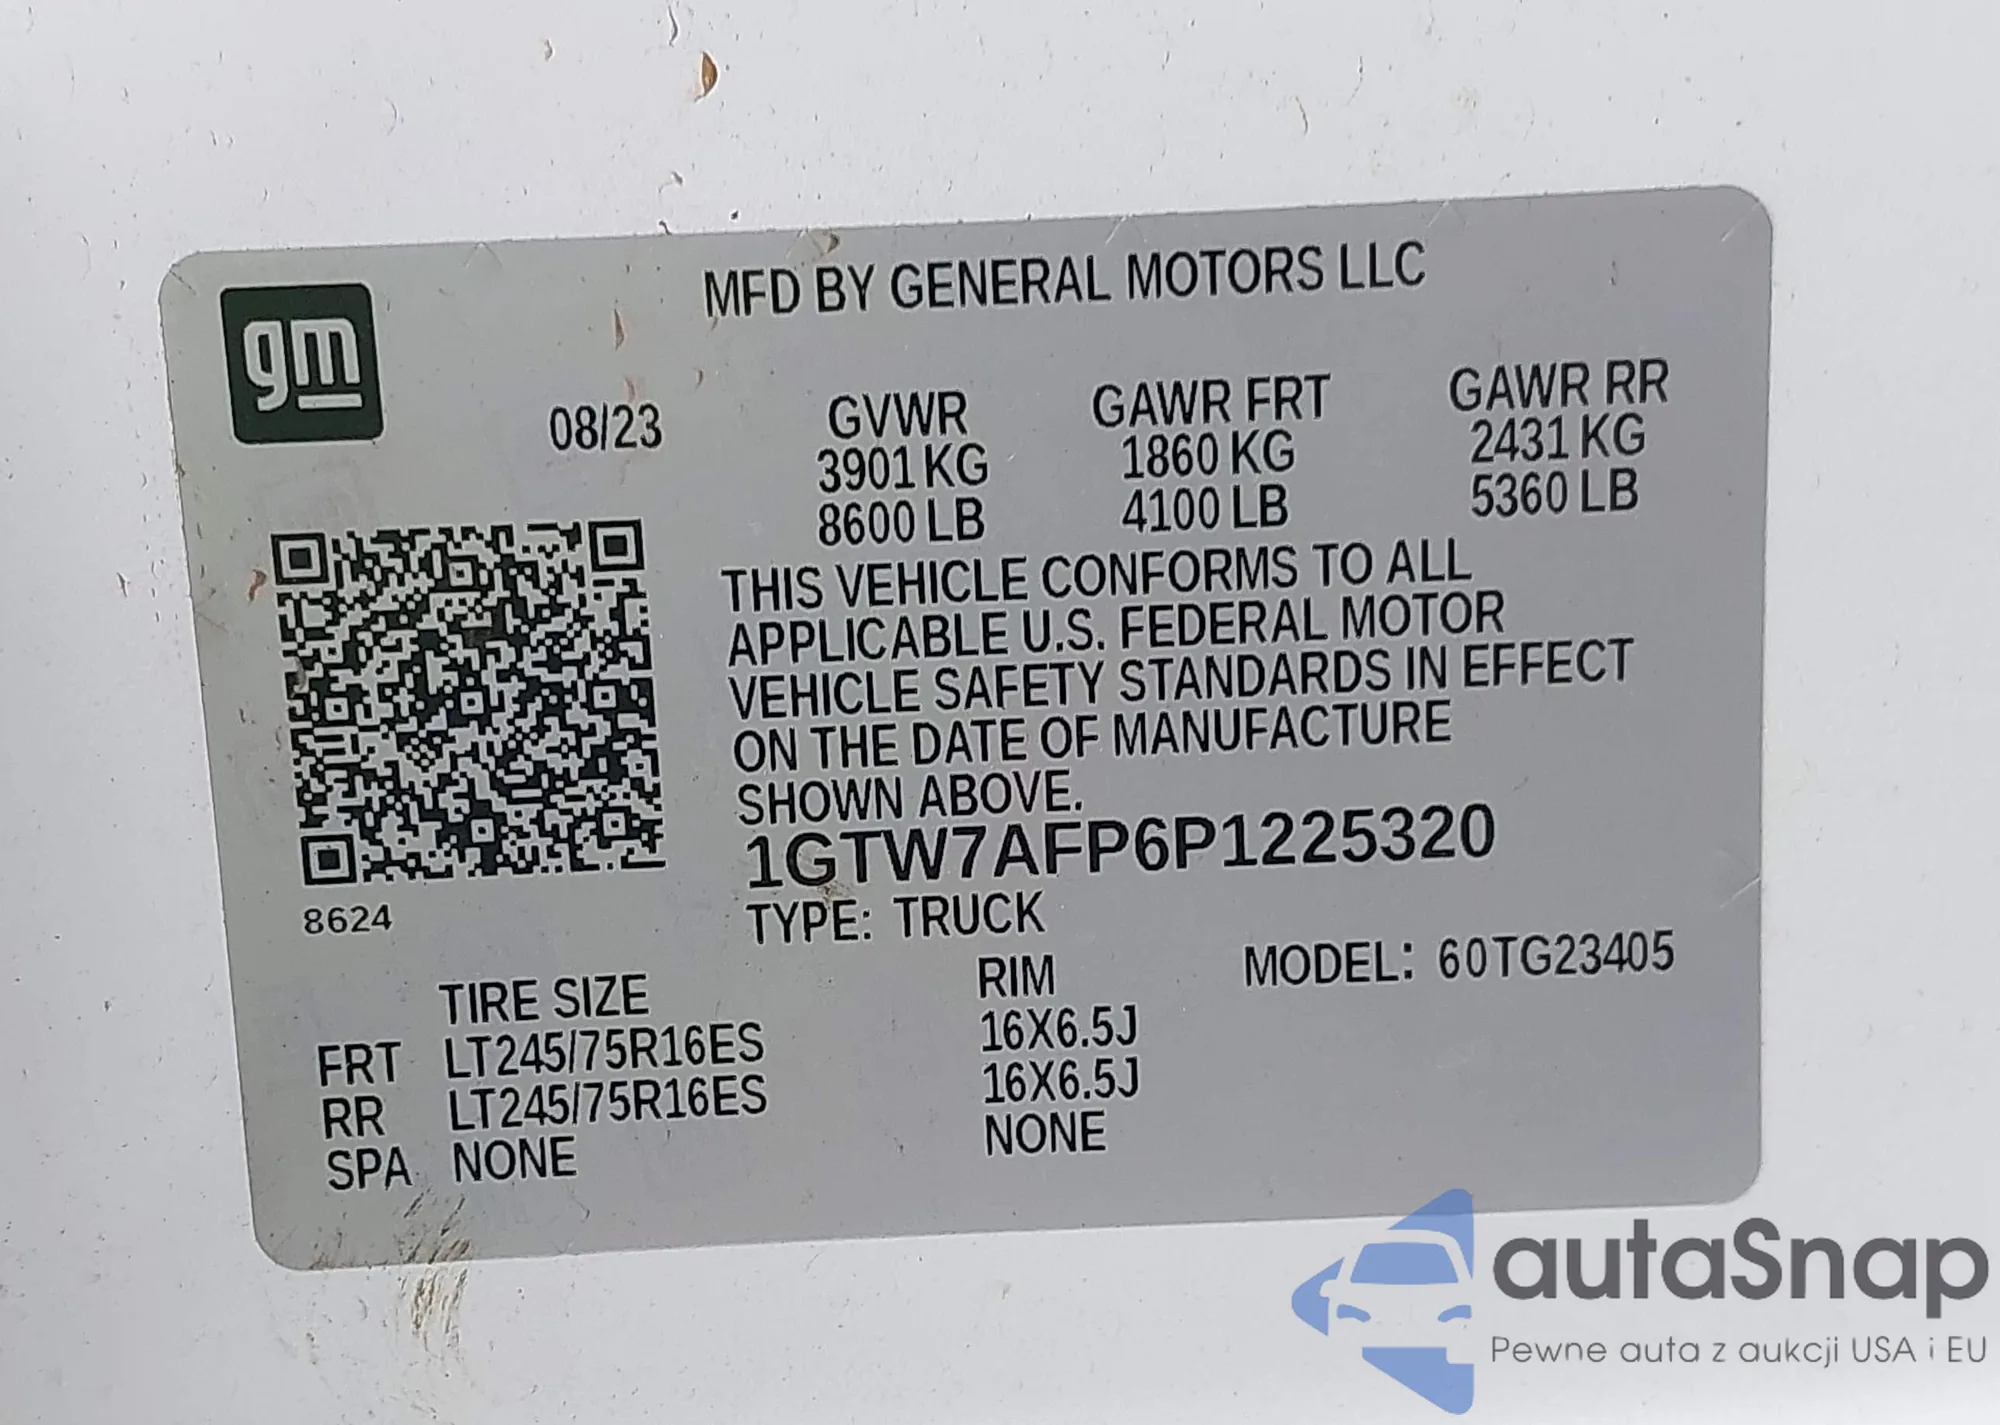 gm
MFD BY GENERAL MOTORS LLC
08/23
GVWR GAWR FRT GAWR RR
3901 KG 1860 KG 2431 KG
8600 LB 4100 LB 5360 LB
THIS VEHICLE CONFORMS TO ALL
APPLICABLE U.S. FEDERAL MOTOR
VEHICLE SAFETY STANDARDS IN EFFECT
ON THE DATE OF MANUFACTURE
SHOWN ABOVE.
1GTW7AFP6P1225320
8624
TYPE: TRUCK
MODEL: 60TG23405
TIRE SIZE RIM
FRT LT245/75R16ES 16X6.5J
RR LT245/75R16ES 16X6.5J
SPA NONE NONE
autaSnap
Pewne auta z aukcji USA i EU